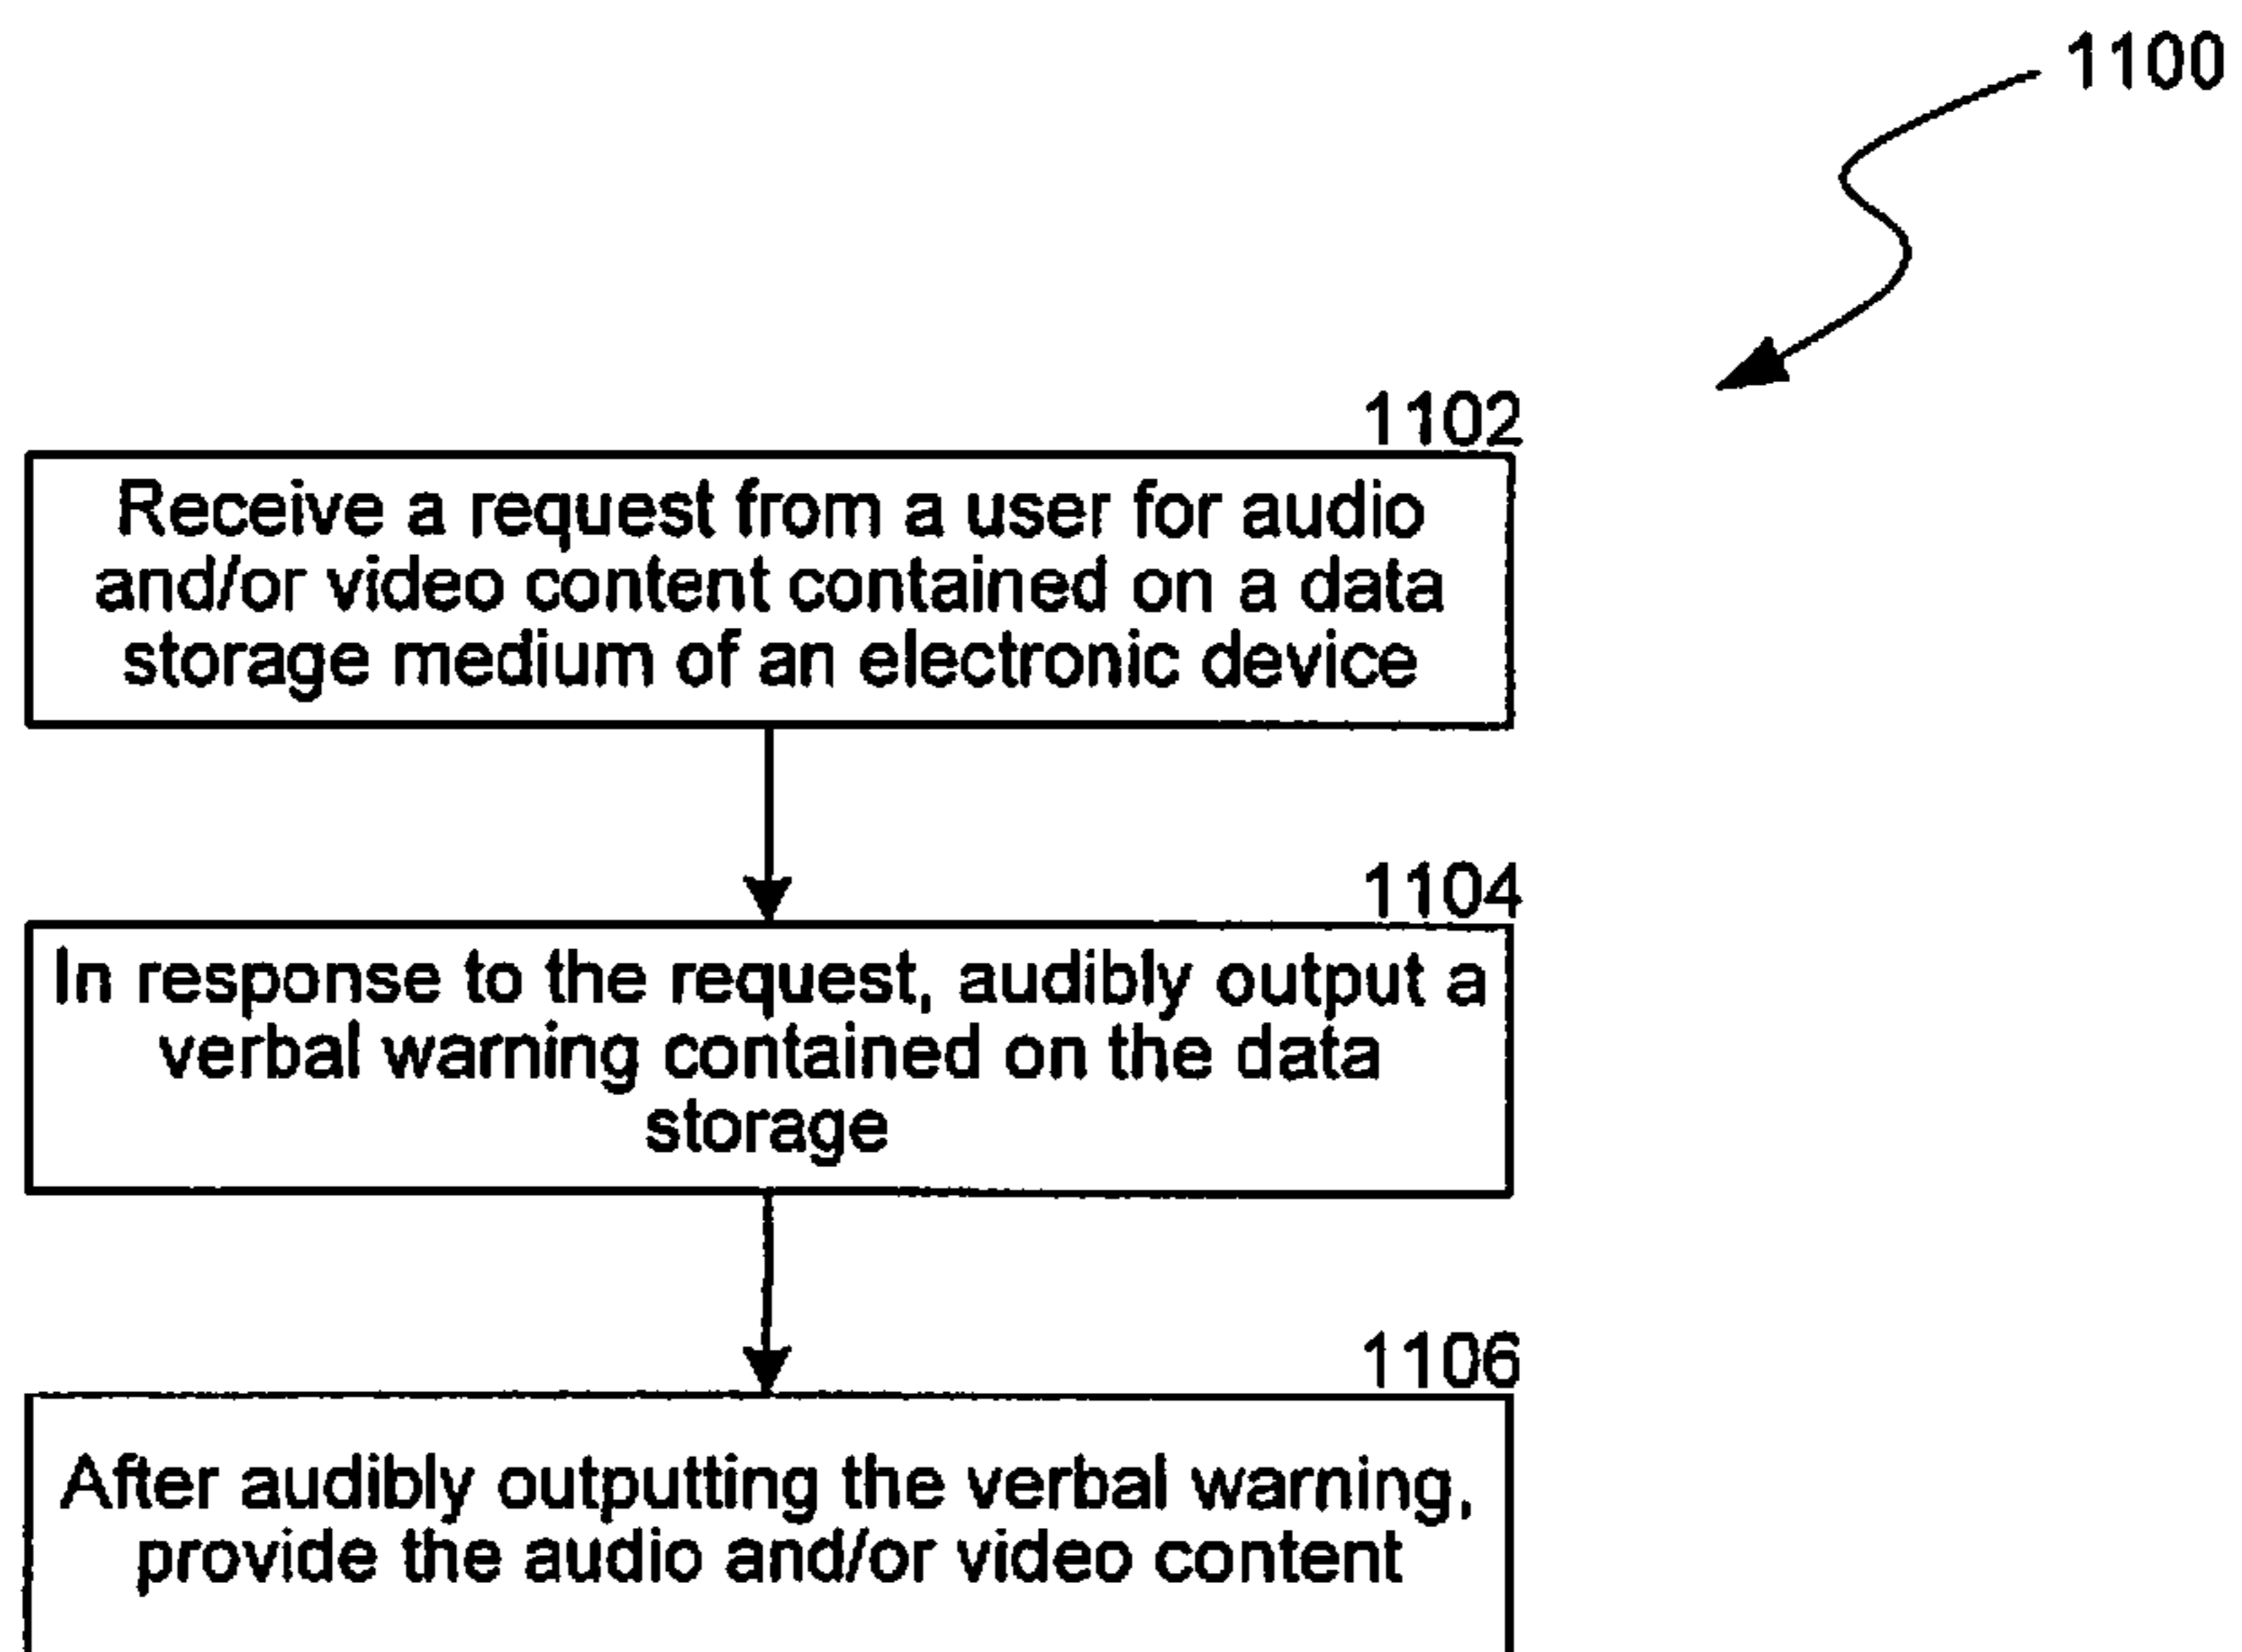 1100
1102
Receive a request from a user for audio
and/or video content contained on a data
storage medium of an electronic device
1104
In response to the request, audibly output a
verbal warning contained on the data
storage
1106
After audibly outputting the verbal warning,
provide the audio and/or video content